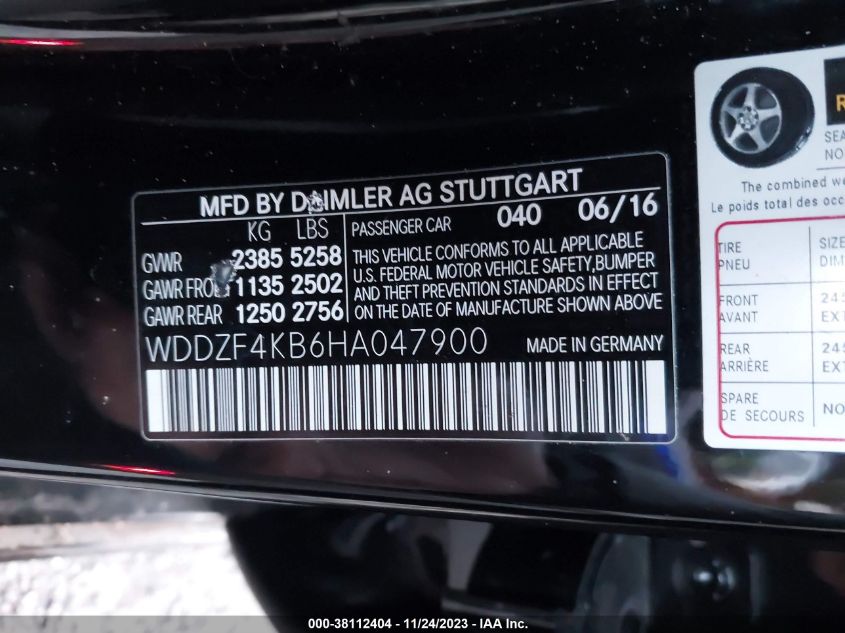 MFD BY DAIMLER AG STUTTGART
KG LBS
GVWR 2385 5258
GAWR FRONT 1135 2502
GAWR REAR 1250 2756
PASSENGER CAR 040 06/16
THIS VEHICLE CONFORMS TO ALL APPLICABLE
U.S. FEDERAL MOTOR VEHICLE SAFETY,BUMPER
AND THEFT PREVENTION STANDARDS IN EFFECT
ON THE DATE OF MANUFACTURE SHOWN ABOVE
WDDZF4KB6HA047900 MADE IN GERMANY
The combined
Le poids total des
TIRE
PNEU
SIZE
FRONT
AVANT
REAR
ARRIÈRE
SPARE
DE SECOURS
000-38112404 - 11/24/2023 - IAA Inc.